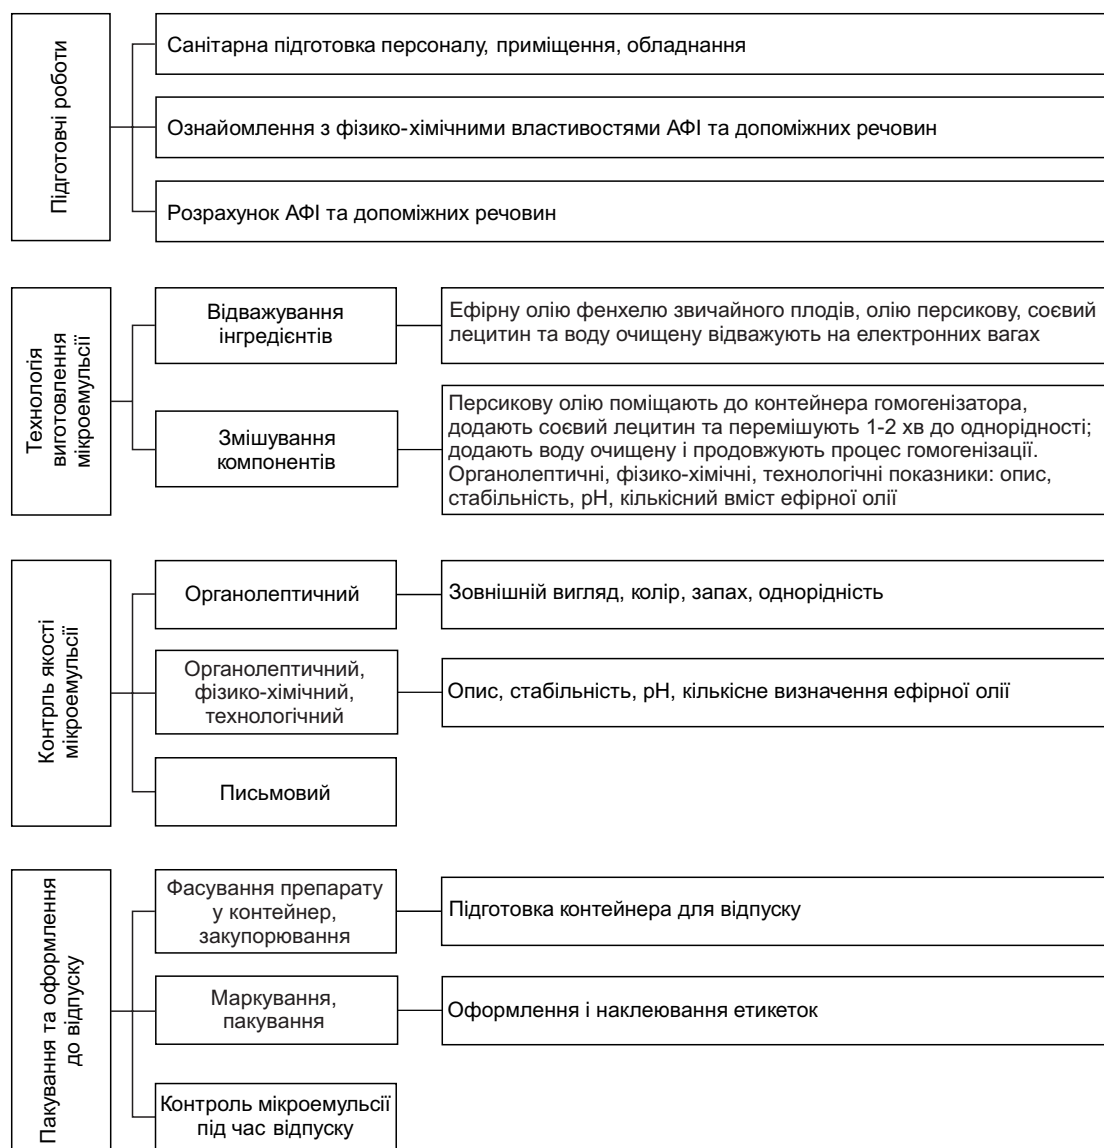 Підготовчі роботи
Санітарна підготовка персоналу, приміщення, обладнання
Ознайомлення з фізико-хімічними властивостями АФІ та допоміжних речовин
Розрахунок АФІ та допоміжних речовин
Технологія
виготовлення
мікроемульсії
Відважування
інгредієнтів
Ефірну олію фенхелю звичайного плодів, олію персикову, соєвий
лецитин та воду очищену відважують на електронних вагах
Змішування
компонентів
Персикову олію поміщають до контейнера гомогенізатора,
додають соєвий лецитин та перемішують 1-2 хв до однорідності;
додають воду очищену і продовжують процес гомогенізації.
Органолептичні, фізико-хімічні, технологічні показники: опис,
стабільність, рН, кількісний вміст ефірної олії
Контрль якості
мікроемульсії
Органолептичний
Зовнішній вигляд, колір, запах, однорідність
Органолептичний,
фізико-хімічний,
технологічний
Опис, стабільність, рН, кількісне визначення ефірної олії
Письмовий
Пакування та оформлення
до відпуску
Фасування препарату
у контейнер,
закупорювання
Підготовка контейнера для відпуску
Маркування,
пакування
Оформлення і наклеювання етикеток
Контроль мікроемульсії
під час відпуску